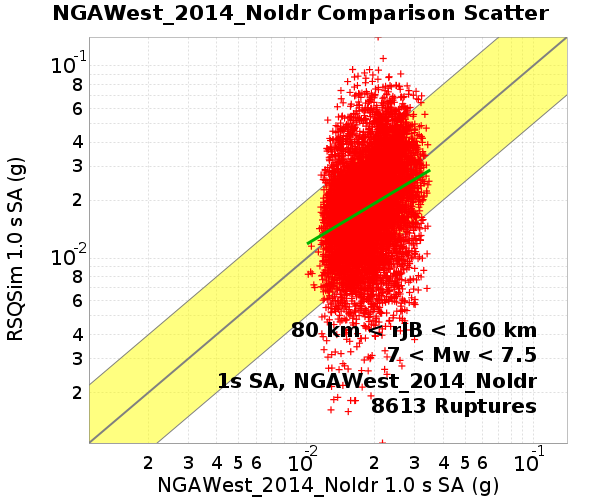 NGAWest_2014_NoIdr Comparison Scatter
RSQSim 1.0 s SA (g)
10-1
8
6
4
3
2
10-2
8
6
4
3
2
80 km < rJB < 160 km
7 < Mw < 7.5
1s SA, NGAWest_2014_NoIdr
8613 Ruptures
2 3 4 5 6 10-2 2 3 4 5 6 10-1
NGAWest_2014_NoIdr 1.0 s SA (g)